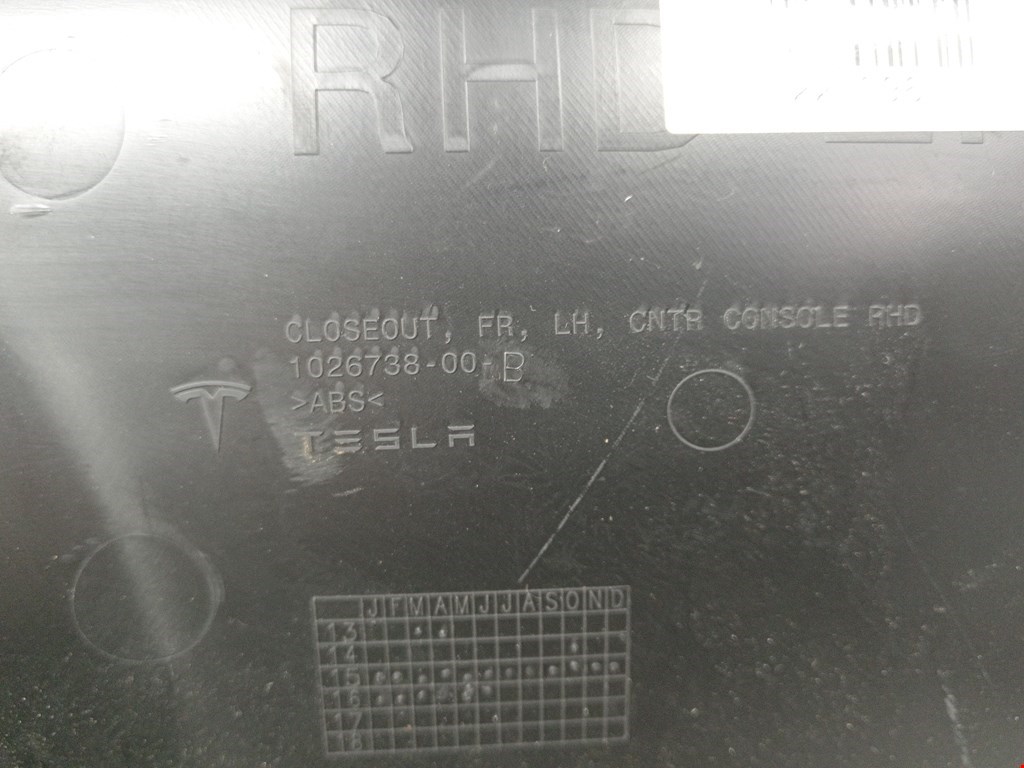 RHD
CLOSEOUT, FR, LH, CNTR CONSOLE RHD
1026738-00-B
>ABS<
TESLA
J F M A M J J A S O N D
13
14
15
16
17
18